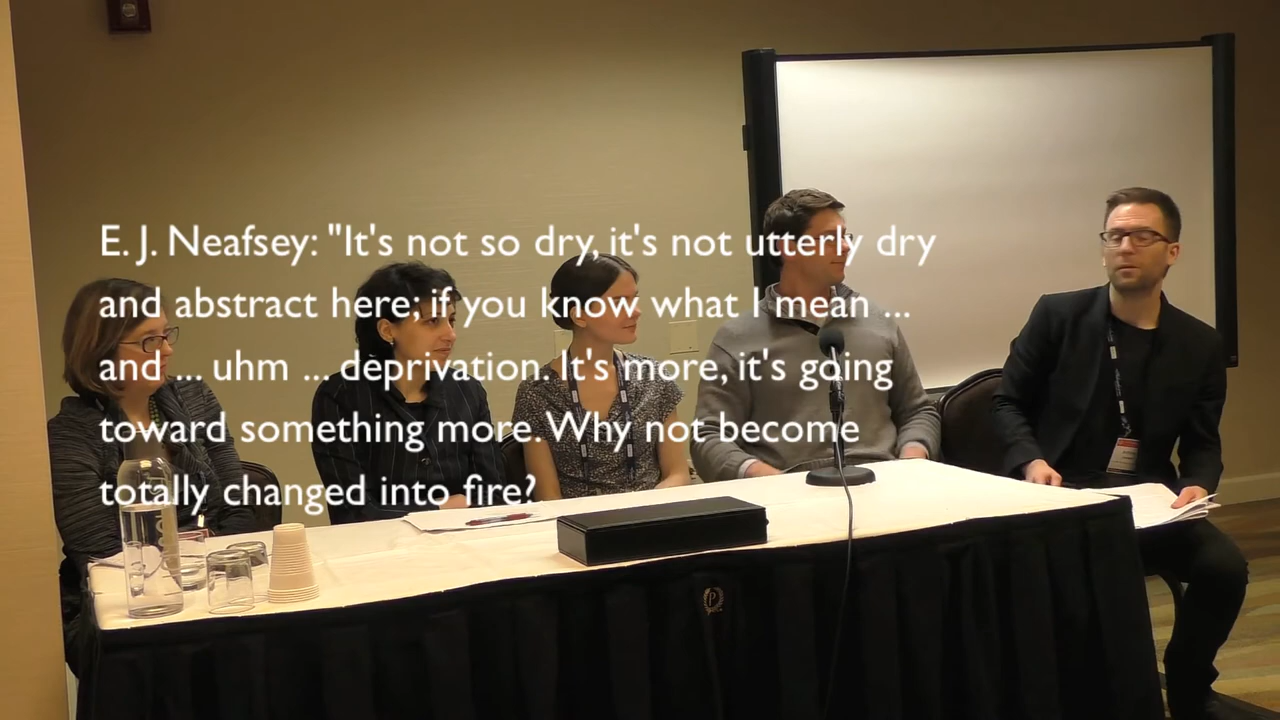 E. J. Neafsey: "It's not so dry, it's not utterly dry
and abstract here; if you know what I mean ...
and ... uhm ... deprivation. It's more, it's going
toward something more. Why not become
totally changed into fire?
P